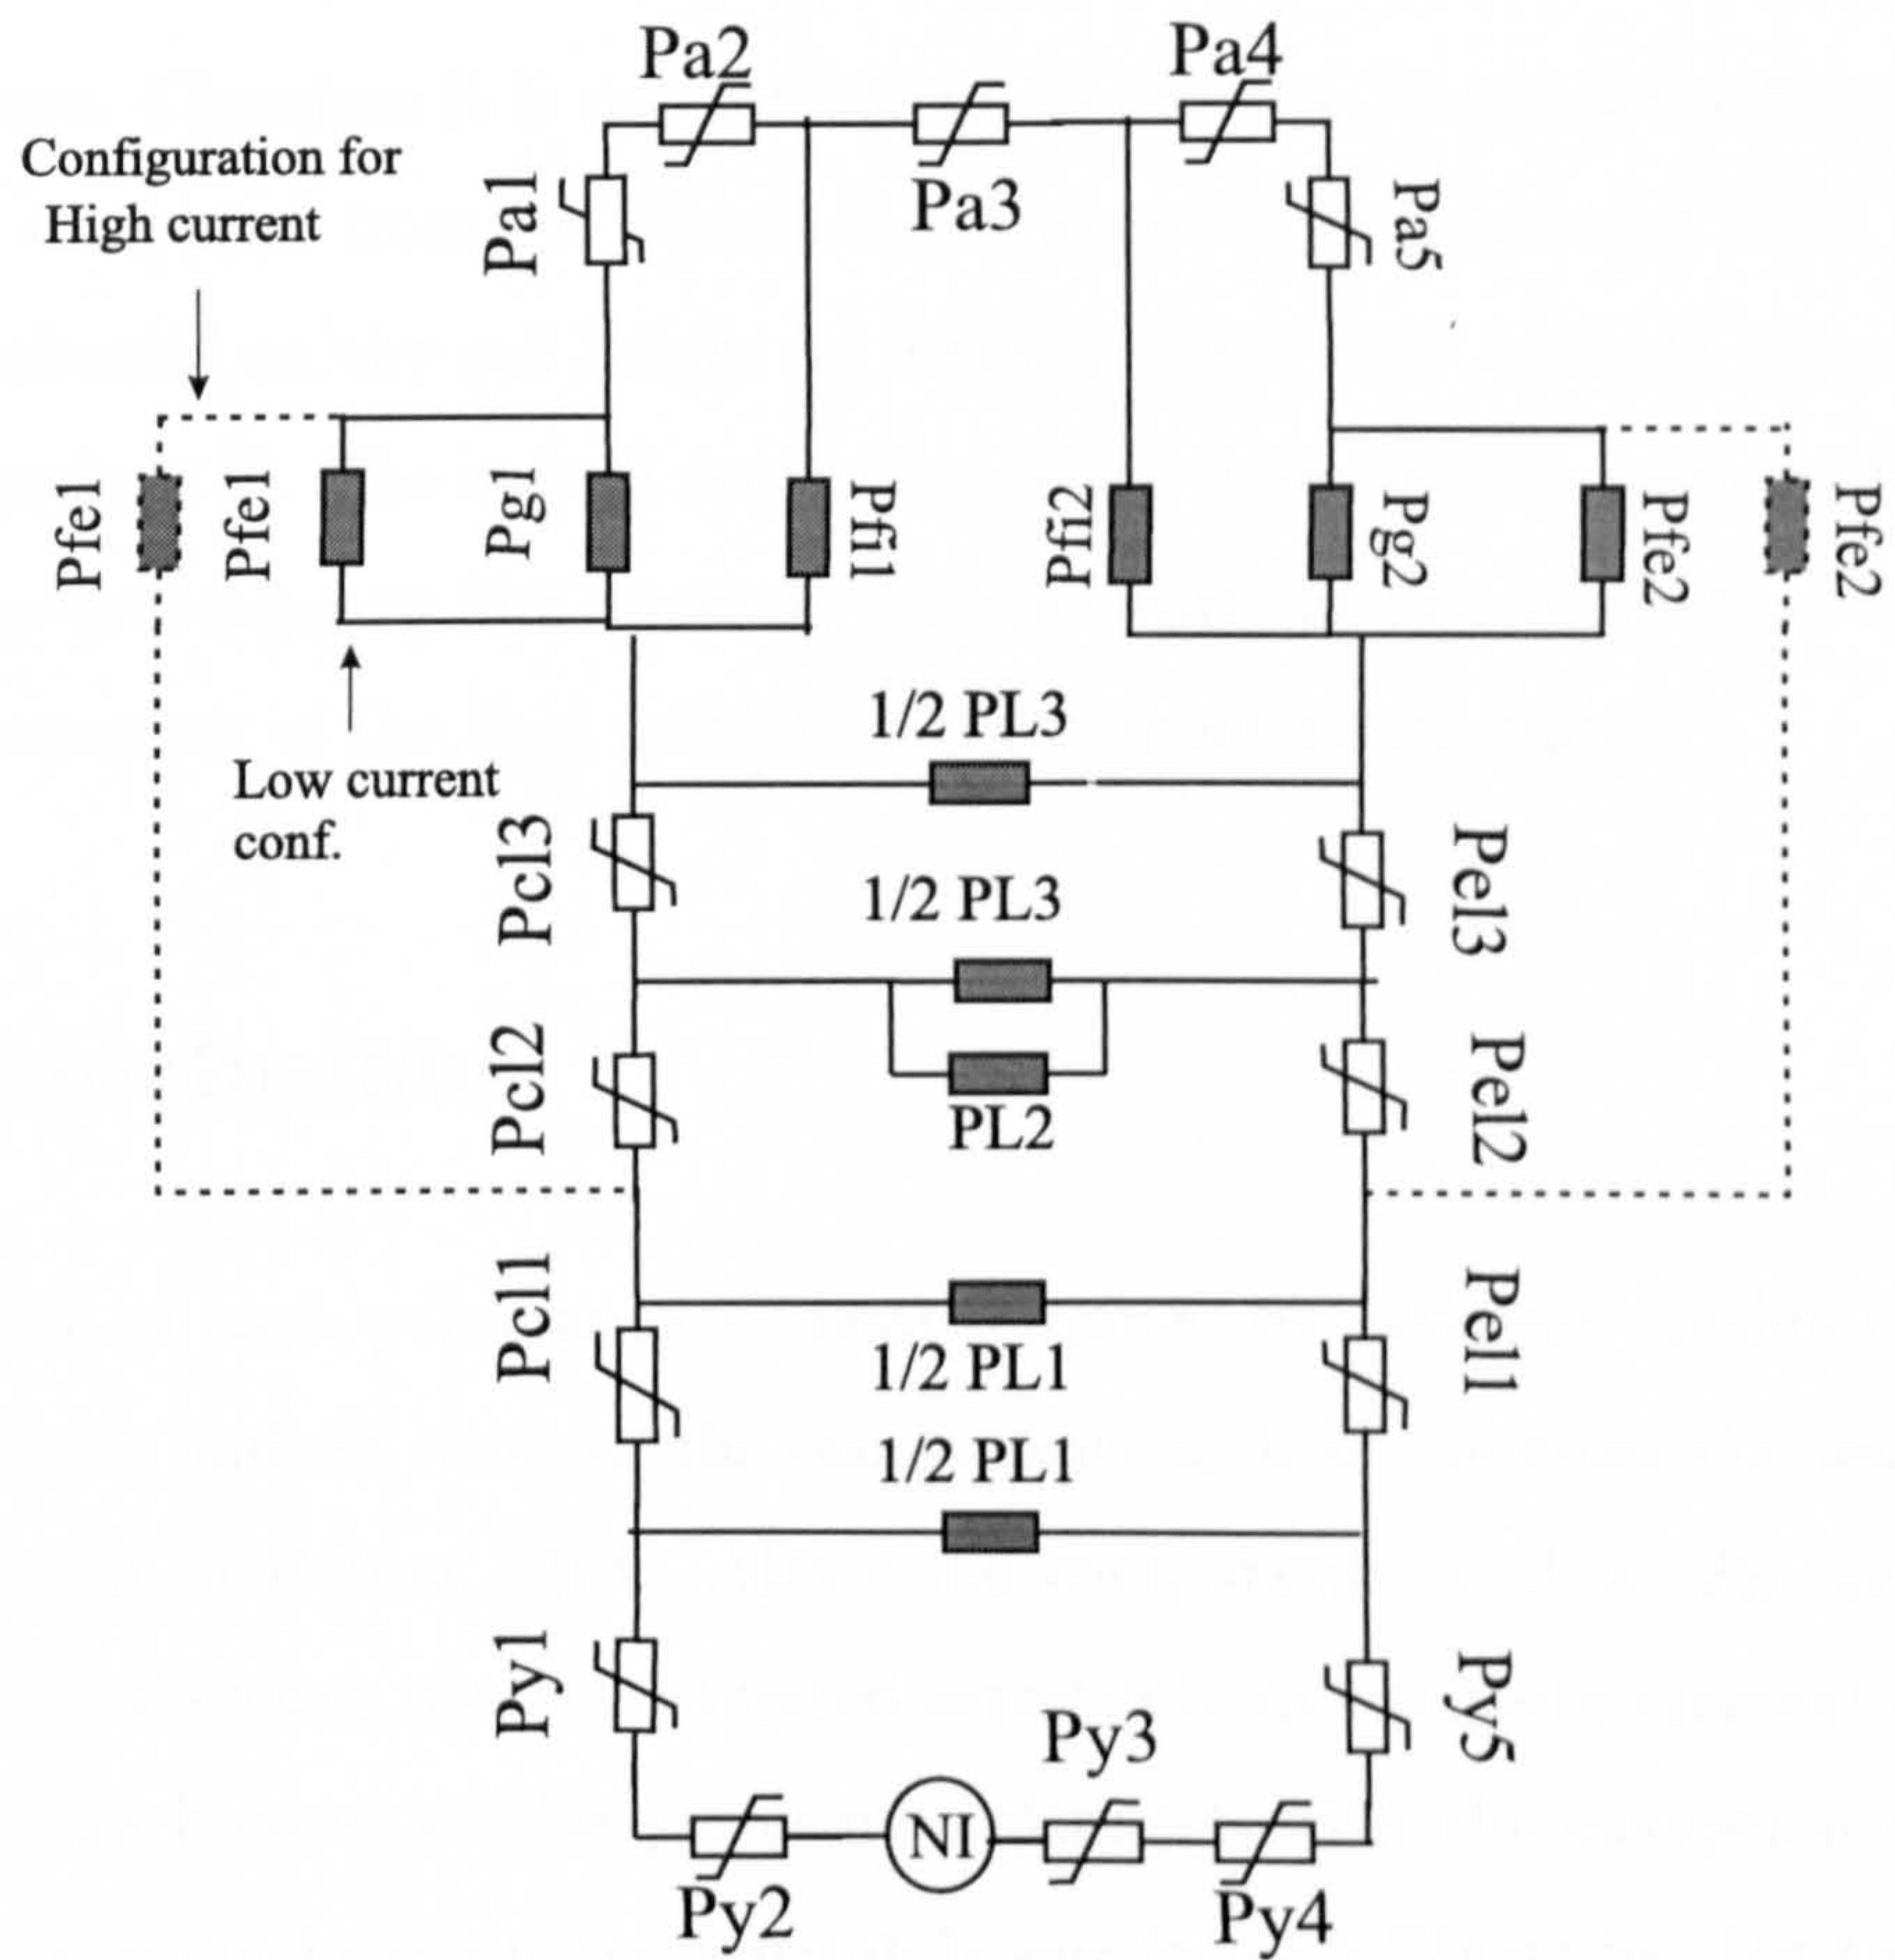 Pa2
Pa4
Configuration for
High current
Pa1
Pa3
Pa5
Pfe1
Pfe1
Pg1
Pfi1
Pfi2
Pg2
Pfe2
Pfe2
1/2 PL3
Low current
conf.
Pcl3
1/2 PL3
Pel3
Pcl2
PL2
Pel2
Pcl1
1/2 PL1
Pel1
1/2 PL1
Py1
Py3
Py5
NI
Py2
Py4